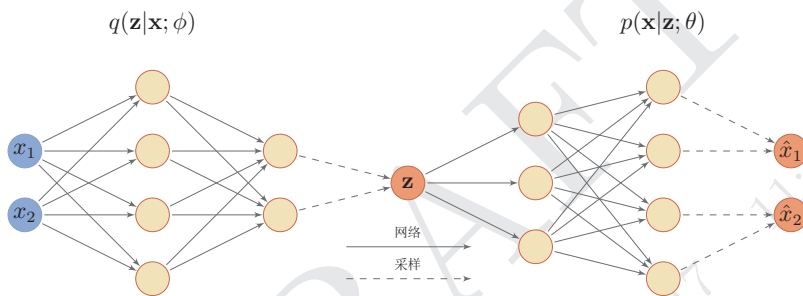 q(z|x; ϕ)
p(x|z; θ)
x₁
x₂
z
x̂₁
x̂₂
网络
采样